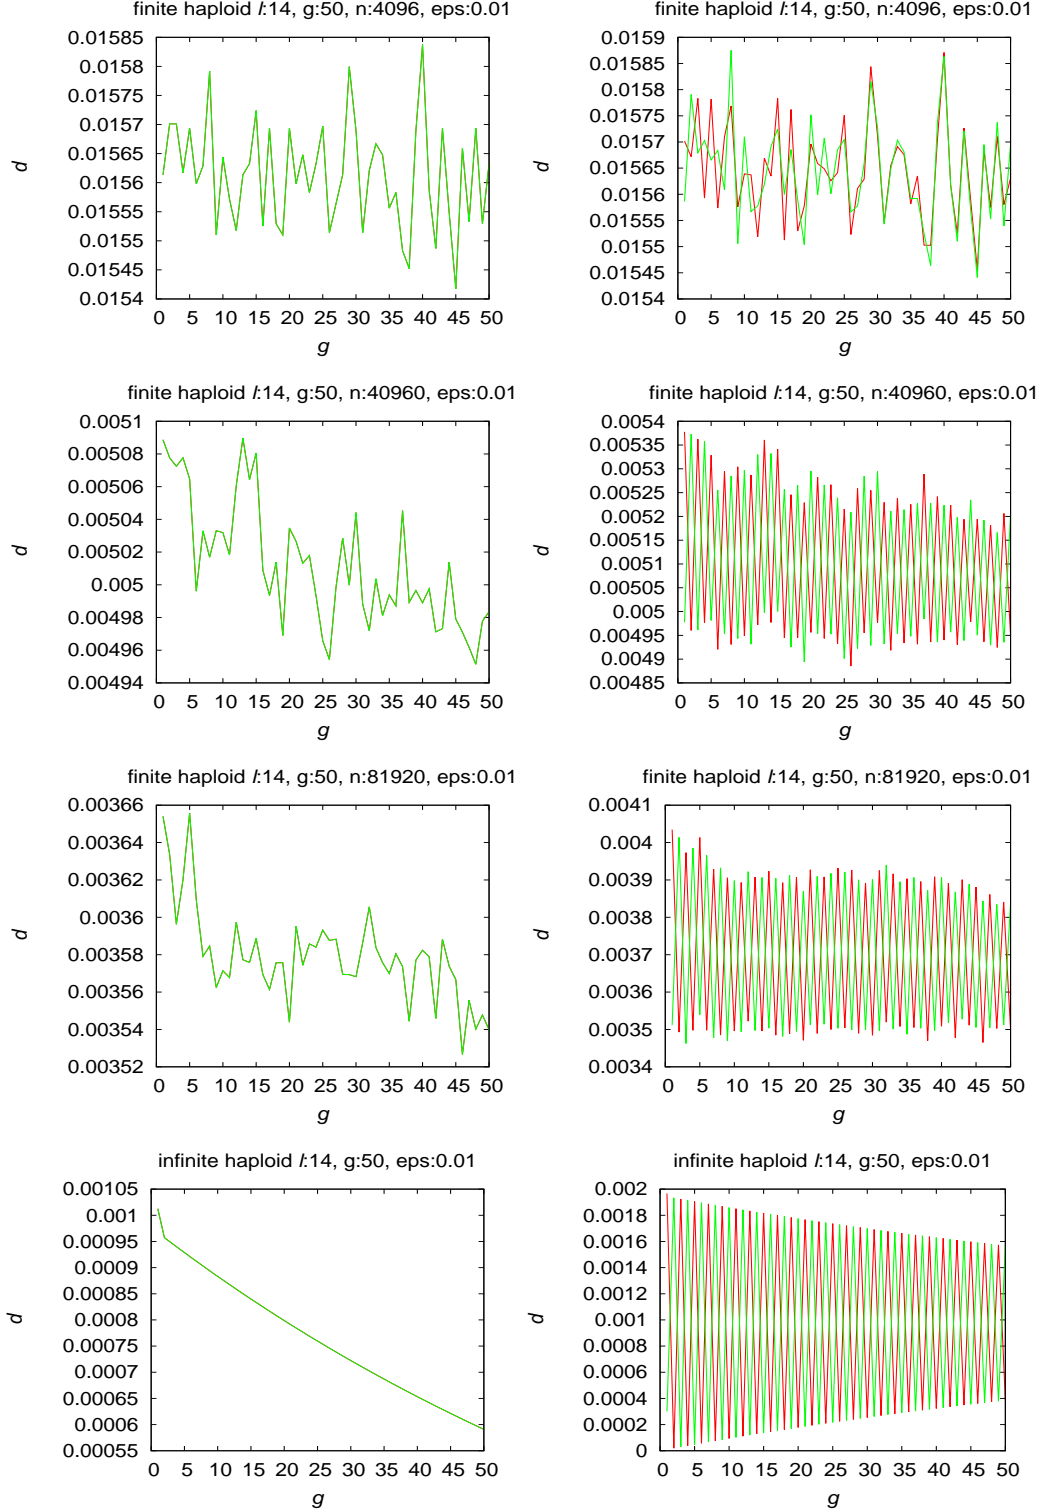 finite haploid l:14, g:50, n:4096, eps:0.01
0.01585
0.0158
0.01575
0.0157
0.01565
0.0156
0.01555
0.0155
0.01545
0.0154
d
0 5 10 15 20 25 30 35 40 45 50
g
finite haploid l:14, g:50, n:4096, eps:0.01
0.0159
0.01585
0.0158
0.01575
0.0157
0.01565
0.0156
0.01555
0.0155
0.01545
0.0154
d
0 5 10 15 20 25 30 35 40 45 50
g
finite haploid l:14, g:50, n:40960, eps:0.01
0.0051
0.00508
0.00506
0.00504
0.00502
0.005
0.00498
0.00496
0.00494
d
0 5 10 15 20 25 30 35 40 45 50
g
finite haploid l:14, g:50, n:40960, eps:0.01
0.0054
0.00535
0.0053
0.00525
0.0052
0.00515
0.0051
0.00505
0.005
0.00495
0.0049
0.00485
d
0 5 10 15 20 25 30 35 40 45 50
g
finite haploid l:14, g:50, n:81920, eps:0.01
0.00366
0.00364
0.00362
0.0036
0.00358
0.00356
0.00354
0.00352
d
0 5 10 15 20 25 30 35 40 45 50
g
finite haploid l:14, g:50, n:81920, eps:0.01
0.0041
0.004
0.0039
0.0038
0.0037
0.0036
0.0035
0.0034
d
0 5 10 15 20 25 30 35 40 45 50
g
infinite haploid l:14, g:50, eps:0.01
0.00105
0.001
0.00095
0.0009
0.00085
0.0008
0.00075
0.0007
0.00065
0.0006
0.00055
d
0 5 10 15 20 25 30 35 40 45 50
g
infinite haploid l:14, g:50, eps:0.01
0.002
0.0018
0.0016
0.0014
0.0012
0.001
0.0008
0.0006
0.0004
0.0002
0
d
0 5 10 15 20 25 30 35 40 45 50
g